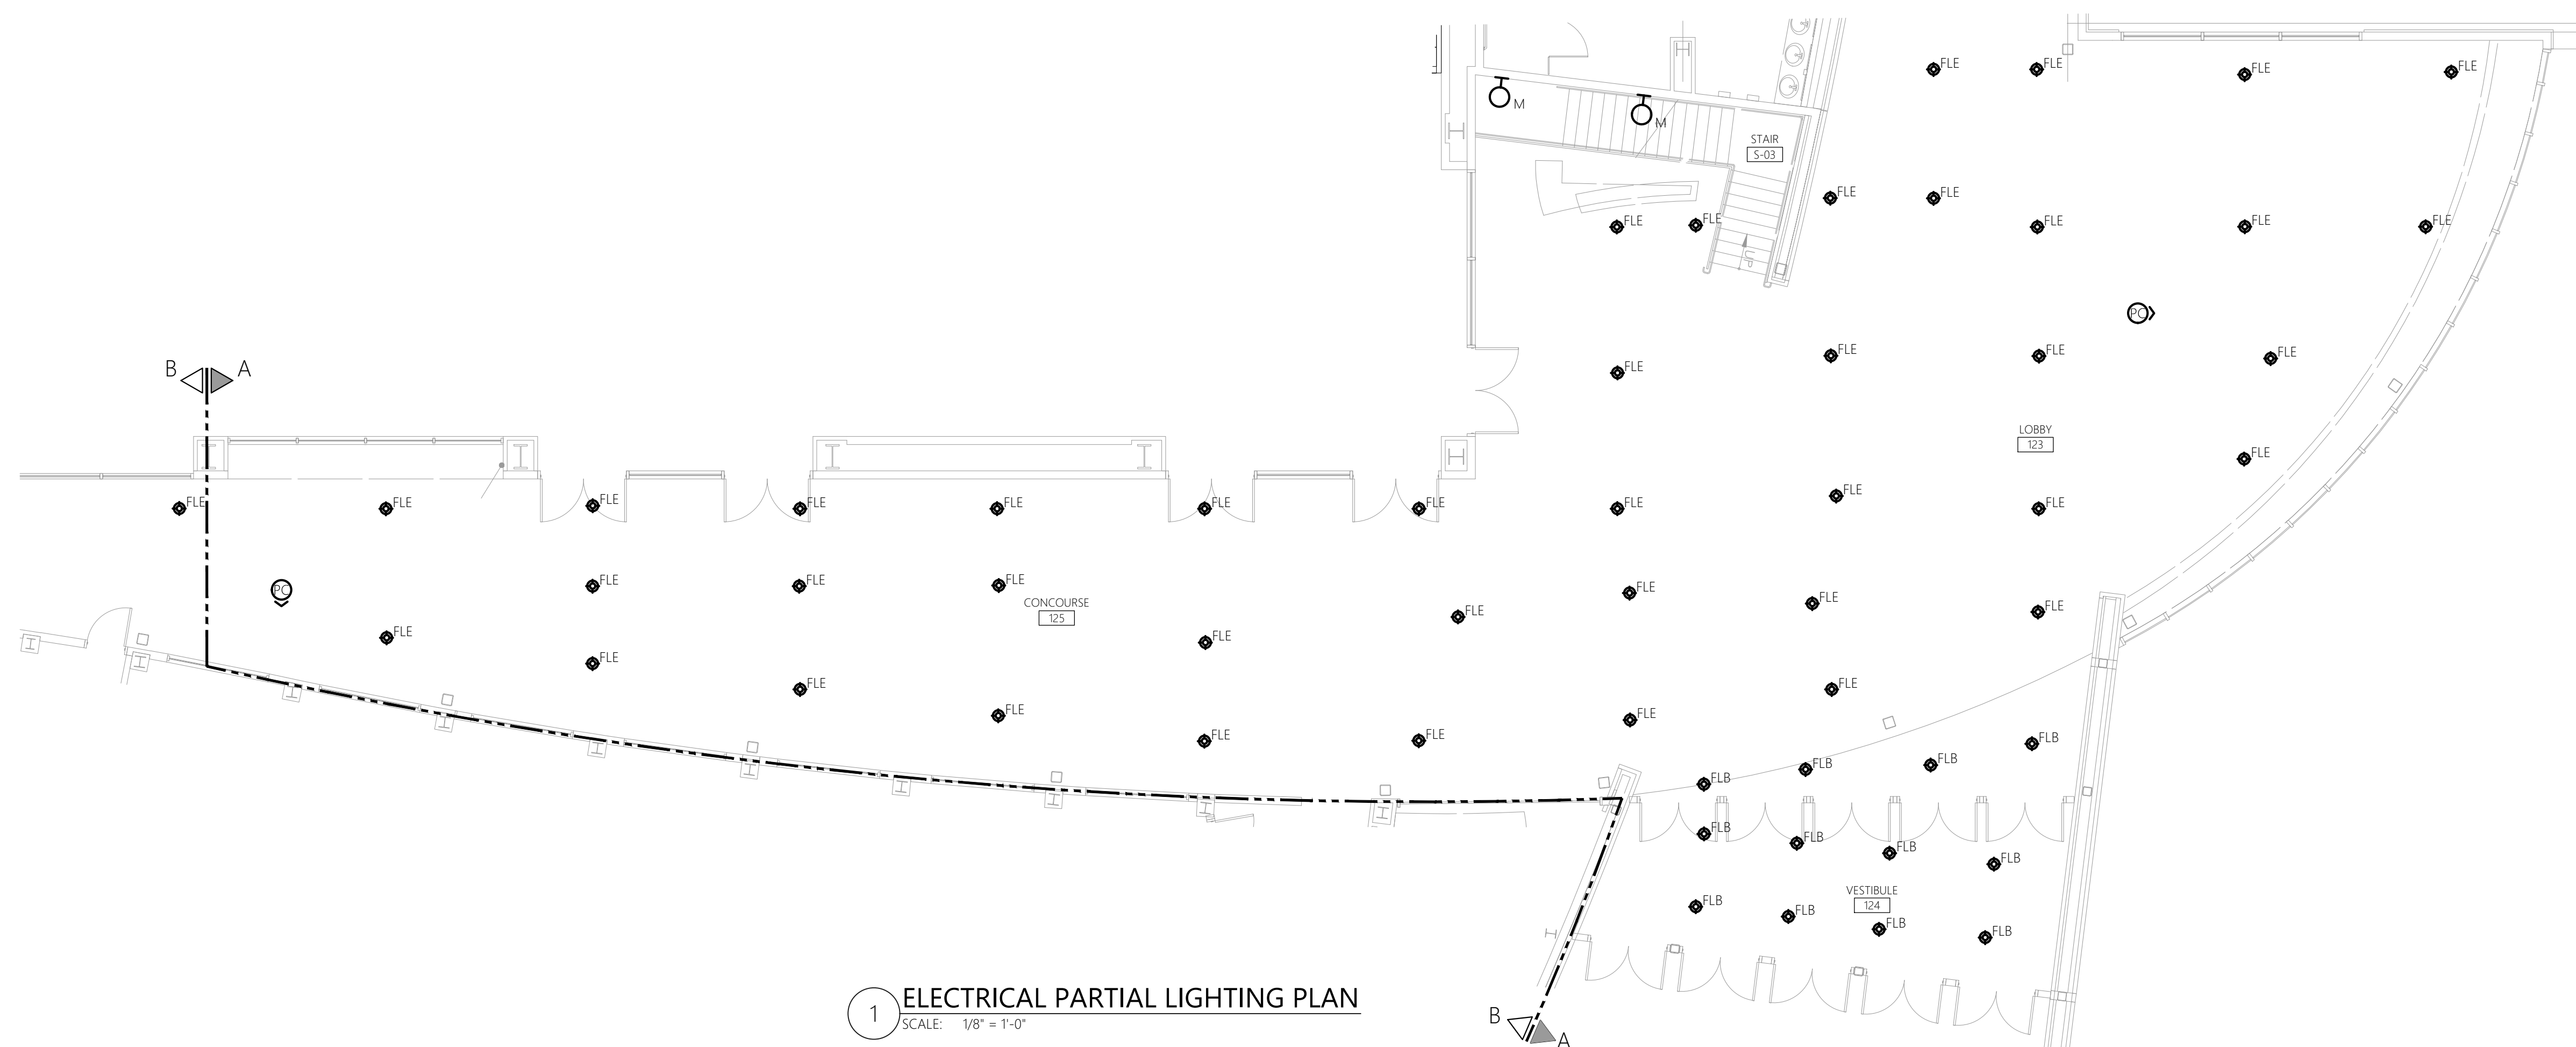 FLE FLE FLE FLE
M
M
STAIR
S-03
FLE FLE
FLE FLE FLE FLE FLE
UP
PC
FLE FLE FLE FLE
B A
LOBBY
123
FLE
FLE FLE FLE FLE FLE FLE FLE FLE FLE FLE
PC
FLE FLE FLE
CONCOURSE
125
FLE FLE FLE FLE
FLE FLE
FLE FLE FLE
FLE FLE FLE
FLE FLE
FLB FLB FLB FLB
FLB FLB FLB FLB
VESTIBULE
124
FLB FLB FLB FLB
1
ELECTRICAL PARTIAL LIGHTING PLAN
SCALE: 1/8" = 1'-0"
B A